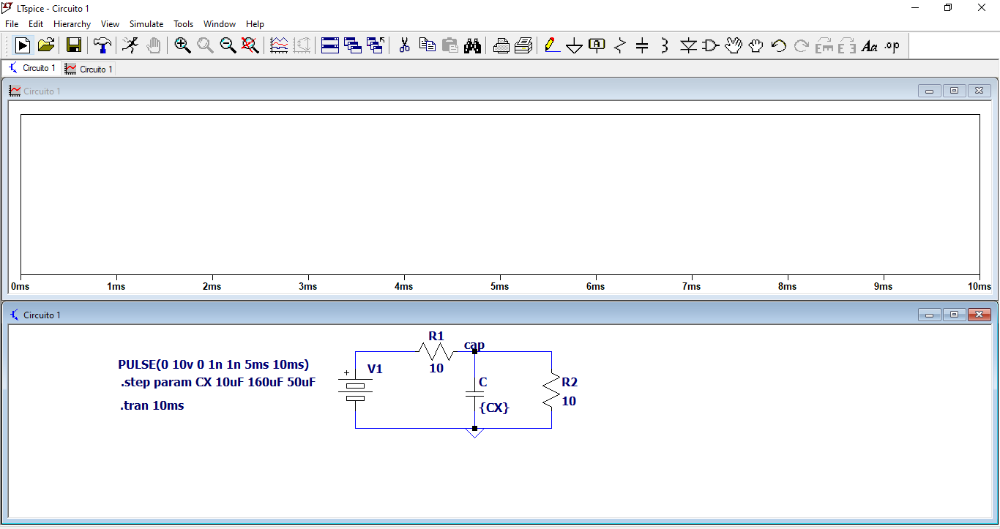 LTspice - Circuito 1
File Edit Hierarchy View Simulate Tools Window Help
A Aa .op
Circuito 1 Circuito 1
Circuito 1
0ms 1ms 2ms 3ms 4ms 5ms 6ms 7ms 8ms 9ms 10ms
Circuito 1
R1
cap
PULSE(0 10v 0 1n 1n 5ms 10ms)
+ V1
10
.step param CX 10uF 160uF 50uF
C
R2
.tran 10ms
{CX}
10